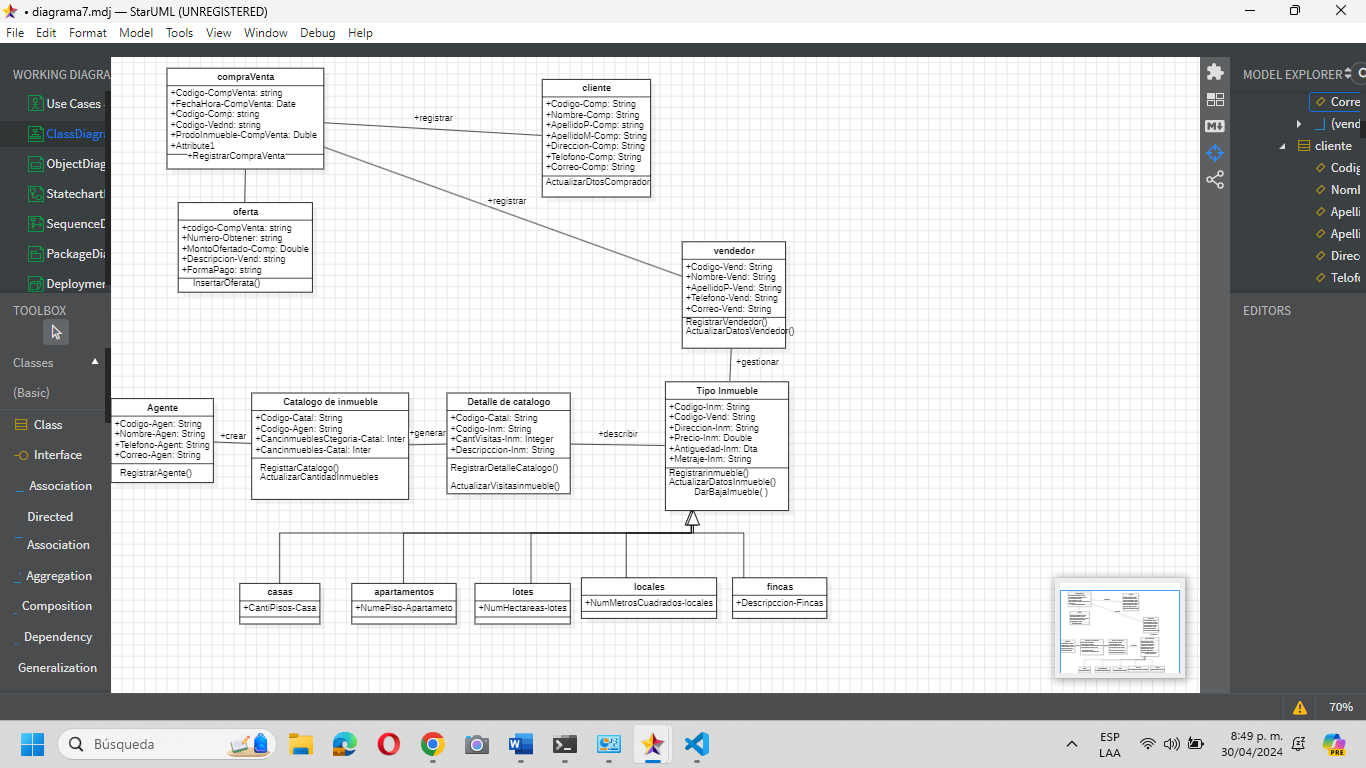 • diagrama7.mdj — StarUML (UNREGISTERED)
File Edit Format Model Tools View Window Help
WORKING DIAGRA
Use Cases
ClassDiagra
ObjectDiag
Statechart
SequenceD
PackageDia
Deploymer
TOOLBOX
Classes
(Basic)
Class
Interface
Association
Directed
Association
Aggregation
Composition
Dependency
Generalization
compraVenta
+Codigo-CompVenta: string
+FechaHora-CompVenta: Date
+Codigo-Comp: string
+Codigo-Vednd: string
+ProdoInmueble-CompVenta: Duble
+Attribute1
+RegistrarCompraVenta
+registrar
cliente
+Codigo-Comp: String
+Nombre-Comp: String
+ApellidoP-Comp: string
+ApellidoM-Comp: String
+Direccion-Comp: String
+Telofono-Comp: String
+Correo-Comp: String
ActualizarDtosComprador
+registrar
oferta
+codigo-CompVenta: string
+Numero-Obtener: string
+MontoOfertado-Comp: Double
+Descripcion-Vend: string
+FormaPago: string
InsertarOferata()
vendedor
+Codigo-Vend: String
+Nombre-Vend: String
+ApellidoP-Vend: String
+Telefono-Vend: String
+Correo-Vend: String
RegistrarVendedor()
ActualizarDatosVendedor()
+gestionar
Agente
+Codigo-Agen: String
+Nombre-Agen: String
+Telefono-Agent: String
+Correo-Agen: String
RegistrarAgente()
+crear
Catalogo de inmueble
+Codigo-Catal: String
+Codigo-Agen: String
+CancinmueblesCtegoria-Catal: Inter
+Cancinmuebles-Catal: Inter
RegisttarCatalogo()
ActualizarCantidadInmuebles
+generar
Detalle de catalogo
+Codigo-Catal: String
+Codigo-Inm: String
+CantVisitas-Inm: Integer
+Descripccion-Inm: String
RegistrarDetalleCatalogo()
ActualizarVisitasinmueble()
+describir
Tipo Inmueble
+Codigo-Inm: String
+Codigo-Vend: String
+Direccion-Inm: String
+Precio-Inm: Double
+Antiguedad-Inm: Dta
+Metraje-Inm: String
Registrarinmueble()
ActualizarDatosInmueble()
DarBajaImueble( )
casas
+CantiPisos-Casa
apartamentos
+NumePiso-Apartameto
lotes
+NumHectareas-lotes
locales
+NumMetrosCuadrados-locales
fincas
+Descripccion-Fincas
MODEL EXPLORER
Corre
(vend
cliente
Codig
Nombl
Apelli
Apelli
Direc
Telofo
EDITORS
70%
Búsqueda
PRE
ESP
LAA
8:49 p. m.
30/04/2024